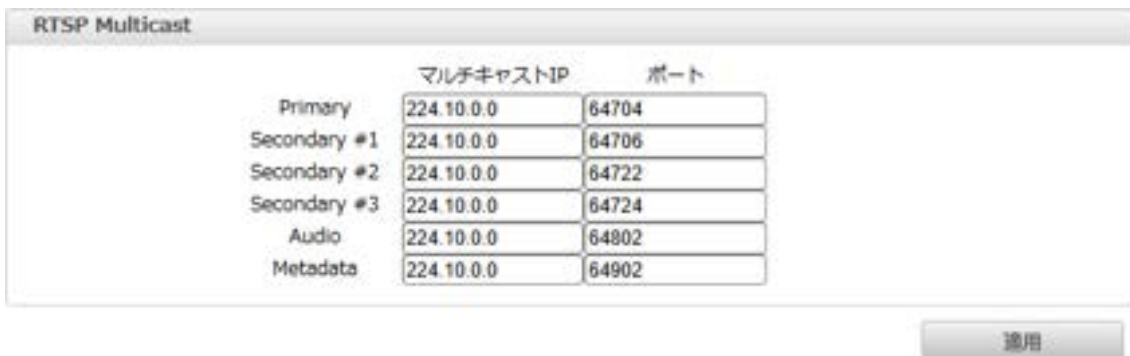 RTSP Multicast
マルチキャストIP ポート
Primary 224.10.0.0 64704
Secondary #1 224.10.0.0 64706
Secondary #2 224.10.0.0 64722
Secondary #3 224.10.0.0 64724
Audio 224.10.0.0 64802
Metadata 224.10.0.0 64902
適用